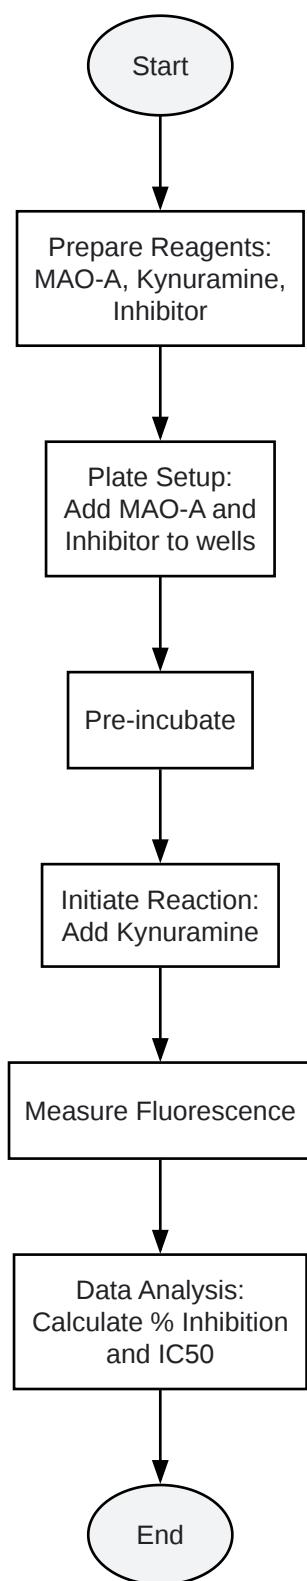 Start
Prepare Reagents:
MAO-A, Kynuramine,
Inhibitor
Plate Setup:
Add MAO-A and
Inhibitor to wells
Pre-incubate
Initiate Reaction:
Add Kynuramine
Measure Fluorescence
Data Analysis:
Calculate % Inhibition
and IC50
End